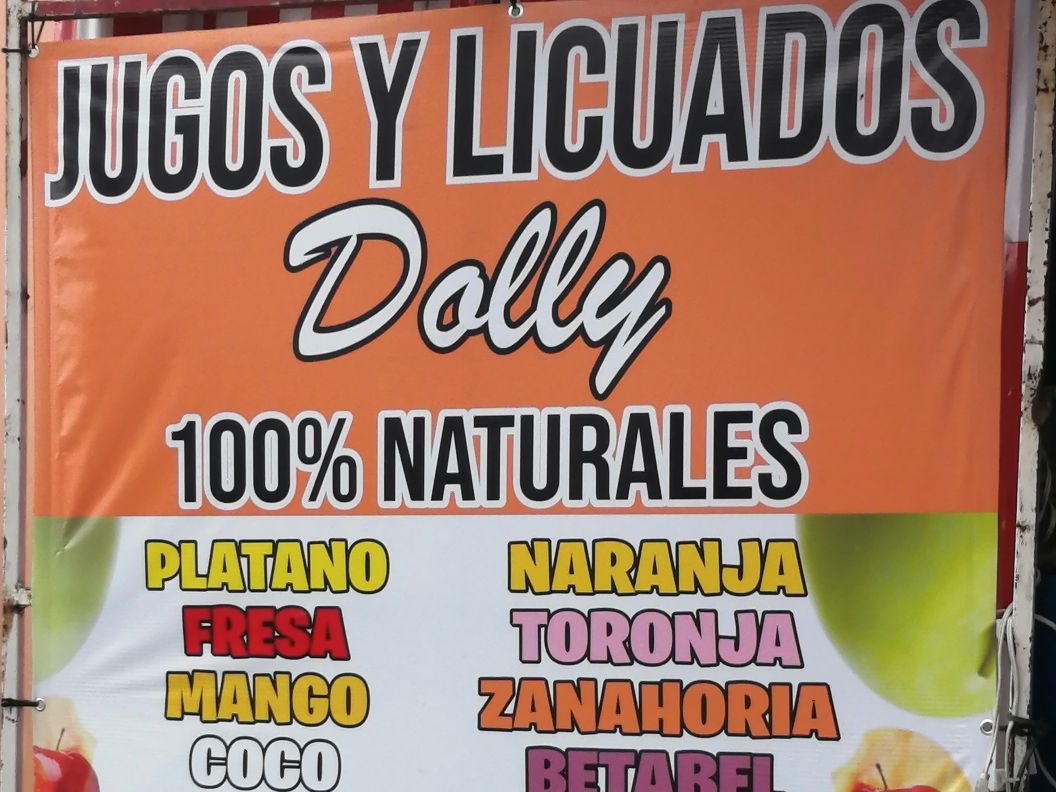 JUGOS Y LICUADOS
Dolly
100% NATURALES
PLATANO
FRESA
MANGO
COCO
NARANJA
TORONJA
ZANAHORIA
BETABEL